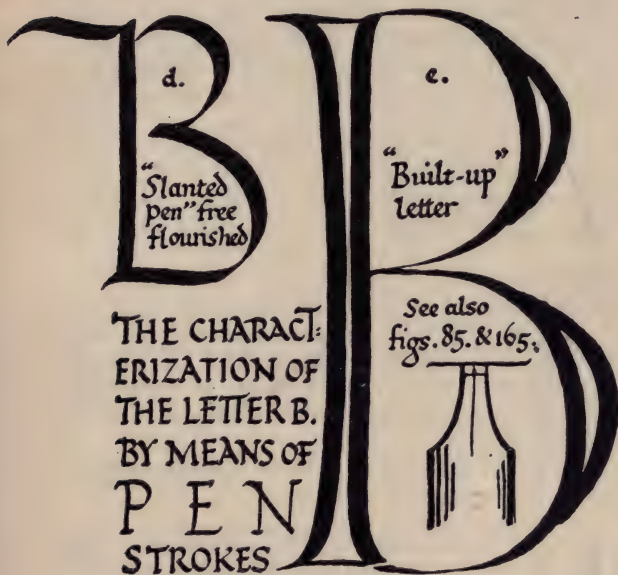 B
d.
"Slanted
pen" free
flourished
B
e.
"Built-up"
letter
See also
figs. 85. & 165.
THE CHARACT-
ERIZATION OF
THE LETTER B.
BY MEANS OF
PEN
STROKES